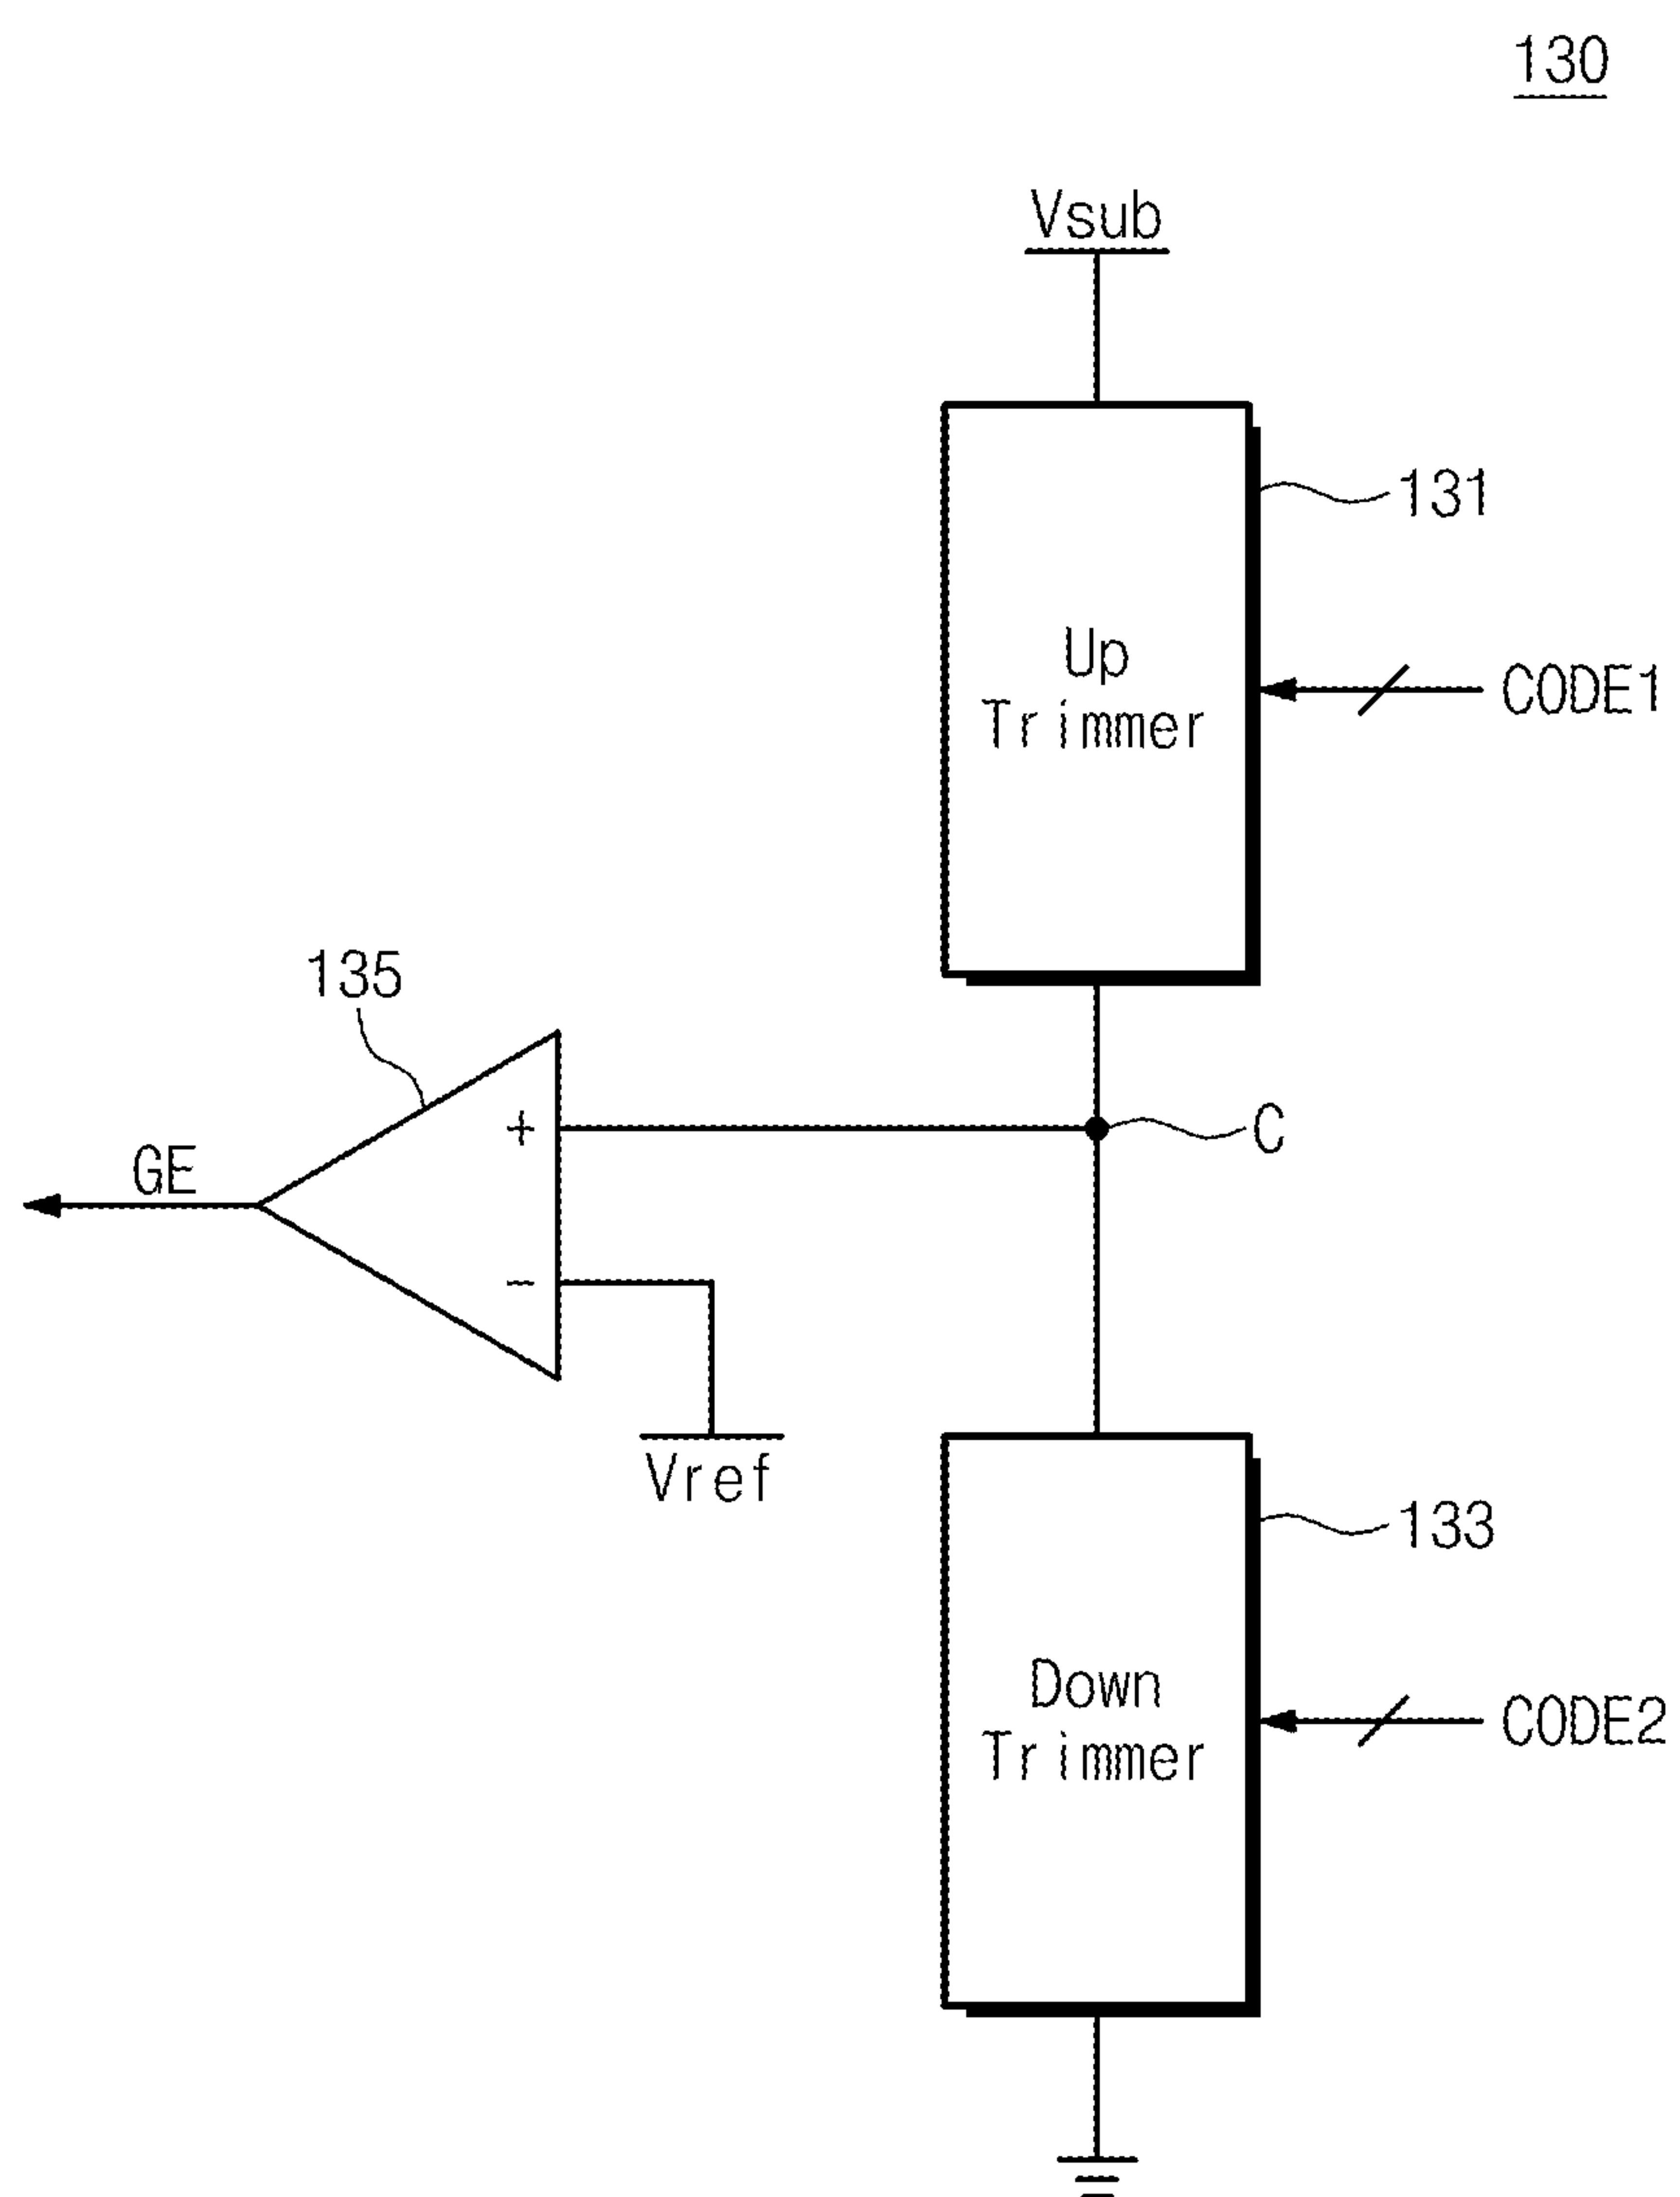 130
Vsub
131
Up
Trimmer
CODE1
135
+
C
GE
−
Vref
133
Down
Trimmer
CODE2